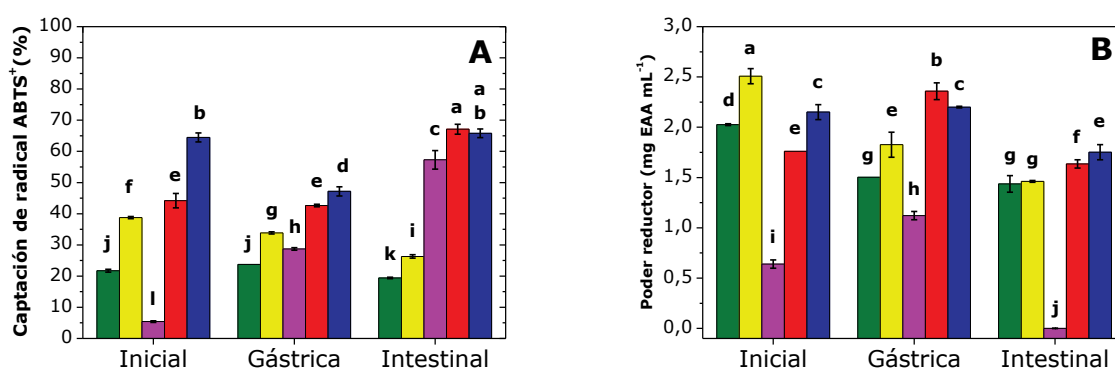 Captación de radical ABTS⁺(%)
100
90
80
70
60
50
40
30
20
10
0
A
j
f
l
e
b
j
g
h
e
d
k
i
c
a
a
b
Inicial
Gástrica
Intestinal
Poder reductor (mg EAA mL⁻¹)
3,0
2,5
2,0
1,5
1,0
0,5
0,0
B
d
a
i
e
c
g
e
h
b
c
g
g
j
f
e
Inicial
Gástrica
Intestinal